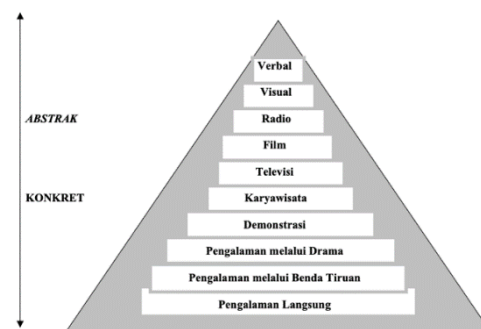 Verbal
Visual
ABSTRAK
Radio
Film
Televisi
KONKRET
Karyawisata
Demonstrasi
Pengalaman melalui Drama
Pengalaman melalui Benda Tiruan
Pengalaman Langsung